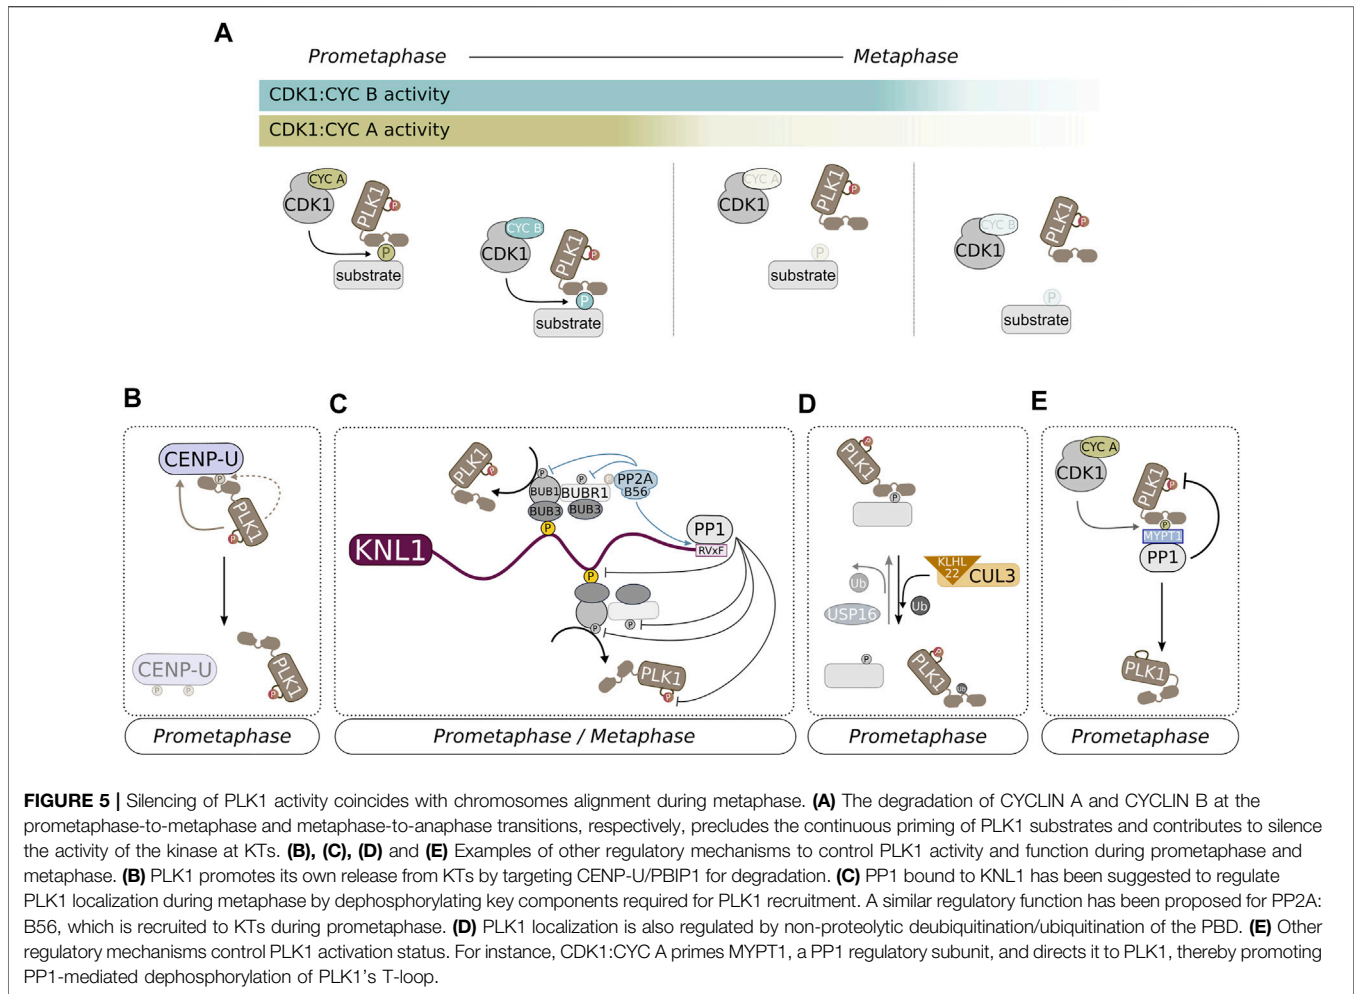 A
Prometaphase
Metaphase
CDK1:CYC B activity
CDK1:CYC A activity
CYC A
CDK1
PLK1
P
P
substrate
CYC B
CDK1
PLK1
P
P
substrate
CYC A
CDK1
PLK1
P
P
substrate
CYC B
CDK1
PLK1
P
P
substrate
B
CENP-U
P
PLK1
P
CENP-U
P
P
PLK1
P
Prometaphase
C
PLK1
P
P
BUB1
BUB3
P
P
BUBR1
BUB3
PP2A
B56
KNL1
PP1
RVxF
P
P
P
PLK1
P
Prometaphase / Metaphase
D
PLK1
P
P
KLHL
22
CUL3
Ub
Ub
USP16
P
PLK1
P
Ub
Prometaphase
E
CYC A
CDK1
PLK1
P
P
MYPT1
PP1
PLK1
Prometaphase
FIGURE 5 | Silencing of PLK1 activity coincides with chromosomes alignment during metaphase. (A) The degradation of CYCLIN A and CYCLIN B at the
prometaphase-to-metaphase and metaphase-to-anaphase transitions, respectively, precludes the continuous priming of PLK1 substrates and contributes to silence
the activity of the kinase at KTs. (B), (C), (D) and (E) Examples of other regulatory mechanisms to control PLK1 activity and function during prometaphase and
metaphase. (B) PLK1 promotes its own release from KTs by targeting CENP-U/PBIP1 for degradation. (C) PP1 bound to KNL1 has been suggested to regulate
PLK1 localization during metaphase by dephosphorylating key components required for PLK1 recruitment. A similar regulatory function has been proposed for PP2A:
B56, which is recruited to KTs during prometaphase. (D) PLK1 localization is also regulated by non-proteolytic deubiquitination/ubiquitination of the PBD. (E) Other
regulatory mechanisms control PLK1 activation status. For instance, CDK1:CYC A primes MYPT1, a PP1 regulatory subunit, and directs it to PLK1, thereby promoting
PP1-mediated dephosphorylation of PLK1's T-loop.